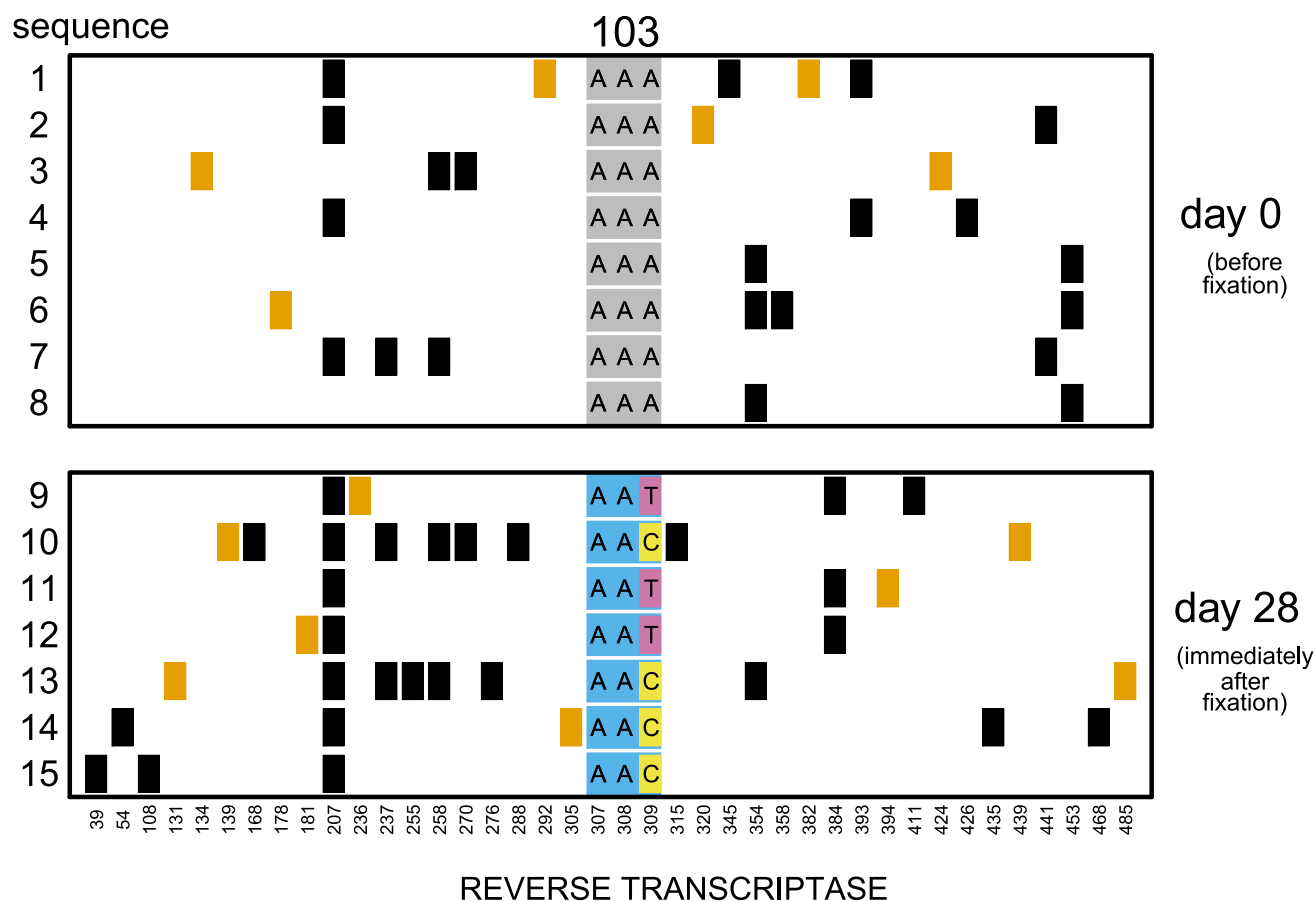 sequence
103
1 A A A
2 A A A
3 A A A
4 A A A
5 A A A
6 A A A
7 A A A
8 A A A
day 0
(before
fixation)
9 A A T
10 A A C
11 A A T
12 A A T
13 A A C
14 A A C
15 A A C
day 28
(immediately
after
fixation)
39 54 108 131 134 139 168 178 181 207 236 237 255 258 270 276 288 292 305 307 308 309 315 320 345 354 358 382 384 393 394 411 424 426 435 439 441 453 468 485
REVERSE TRANSCRIPTASE